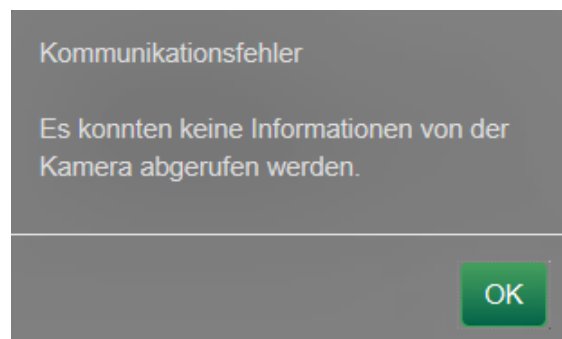 Kommunikationsfehler
Es konnten keine Informationen von der
Kamera abgerufen werden.
OK